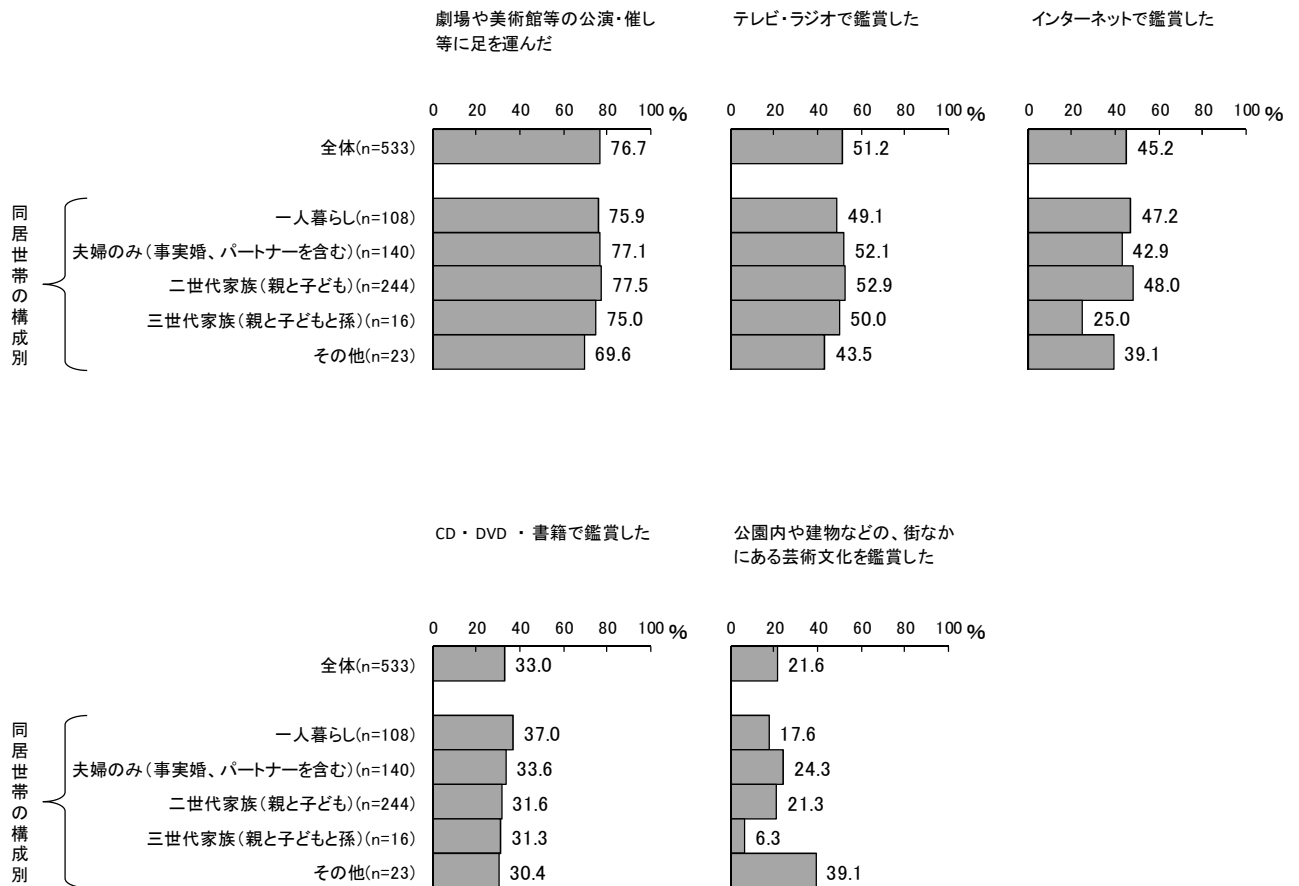 劇場や美術館等の公演・催し
等に足を運んだ
テレビ・ラジオで鑑賞した
インターネットで鑑賞した
0 20 40 60 80 100 %
0 20 40 60 80 100 %
0 20 40 60 80 100 %
全体(n=533) 76.7 51.2 45.2
同居世帯の構成別
一人暮らし(n=108) 75.9 49.1 47.2
夫婦のみ(事実婚、パートナーを含む)(n=140) 77.1 52.1 42.9
二世代家族(親と子ども)(n=244) 77.5 52.9 48.0
三世代家族(親と子どもと孫)(n=16) 75.0 50.0 25.0
その他(n=23) 69.6 43.5 39.1
CD・DVD・書籍で鑑賞した
公園内や建物などの、街なか
にある芸術文化を鑑賞した
0 20 40 60 80 100 %
0 20 40 60 80 100 %
全体(n=533) 33.0 21.6
同居世帯の構成別
一人暮らし(n=108) 37.0 17.6
夫婦のみ(事実婚、パートナーを含む)(n=140) 33.6 24.3
二世代家族(親と子ども)(n=244) 31.6 21.3
三世代家族(親と子どもと孫)(n=16) 31.3 6.3
その他(n=23) 30.4 39.1